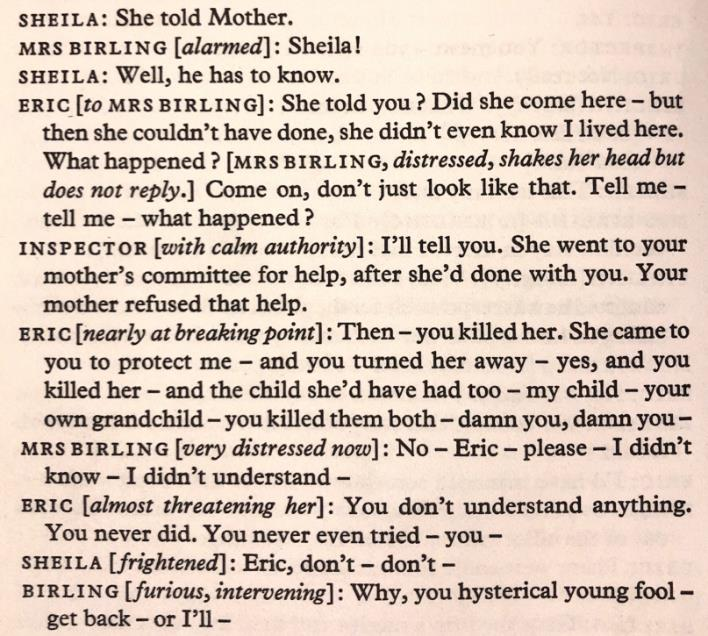 SHEILA: She told Mother.
MRS BIRLING [alarmed]: Sheila!
SHEILA: Well, he has to know.
ERIC [to MRS BIRLING]: She told you? Did she come here – but
then she couldn't have done, she didn't even know I lived here.
What happened? [MRS BIRLING, distressed, shakes her head but
does not reply.] Come on, don't just look like that. Tell me –
tell me – what happened?
INSPECTOR [with calm authority]: I'll tell you. She went to your
mother's committee for help, after she'd done with you. Your
mother refused that help.
ERIC [nearly at breaking point]: Then – you killed her. She came to
you to protect me – and you turned her away – yes, and you
killed her – and the child she'd have had too – my child – your
own grandchild – you killed them both – damn you, damn you –
MRS BIRLING [very distressed now]: No – Eric – please – I didn't
know – I didn't understand –
ERIC [almost threatening her]: You don't understand anything.
You never did. You never even tried – you –
SHEILA [frightened]: Eric, don't – don't –
BIRLING [furious, intervening]: Why, you hysterical young fool –
get back – or I'll –